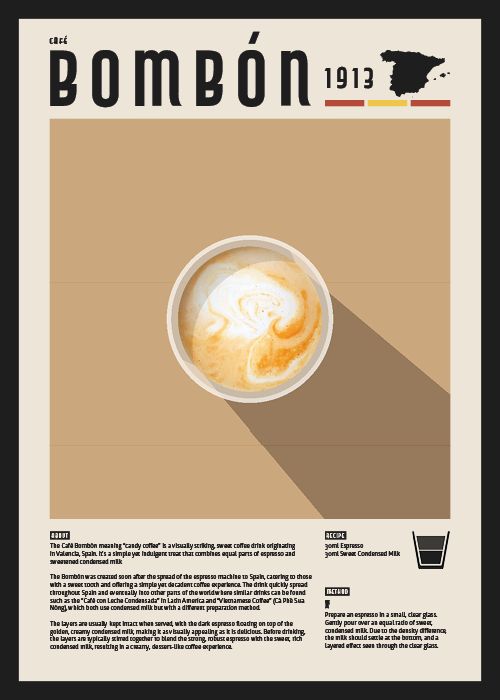 CAFÉ
BOMBÓN
1913
ABOUT
The Café Bombón meaning "candy coffee" is a visually striking, sweet coffee drink originating
in Valencia, Spain. It's a simple yet indulgent treat that combines equal parts of espresso and
sweetened condensed milk
The Bombón was created soon after the spread of the espresso machine to Spain, catering to those
with a sweet tooth and offering a simple yet decadent coffee experience. The drink quickly spread
throughout Spain and eventually into other parts of the world where similar drinks can be found
such as the "Café con Leche Condensada" in Ladn America and "Vietnamese Coffee" (Cà Phê Sua
Nóng), which both use condensed milk but with a different preparation method.
The layers are usually kept intact when served, with the dark espresso floating on top of the
golden, creamy condensed milk, making it as visually appealing as it is delicious. Before drinking,
the layers are typically stirred together to blend the strong, robust espresso with the sweet, rich
condensed milk, resulting in a creamy, dessert-like coffee experience.
RECIPE
30ml Espresso
30ml Sweet Condensed Milk
METHOD
Prepare an espresso in a small, clear glass.
Gently pour over an equal ratio of sweet,
condensed milk. Due to the density difference,
the milk should settle at the bottom, and a
layered effect seen through the clear glass.